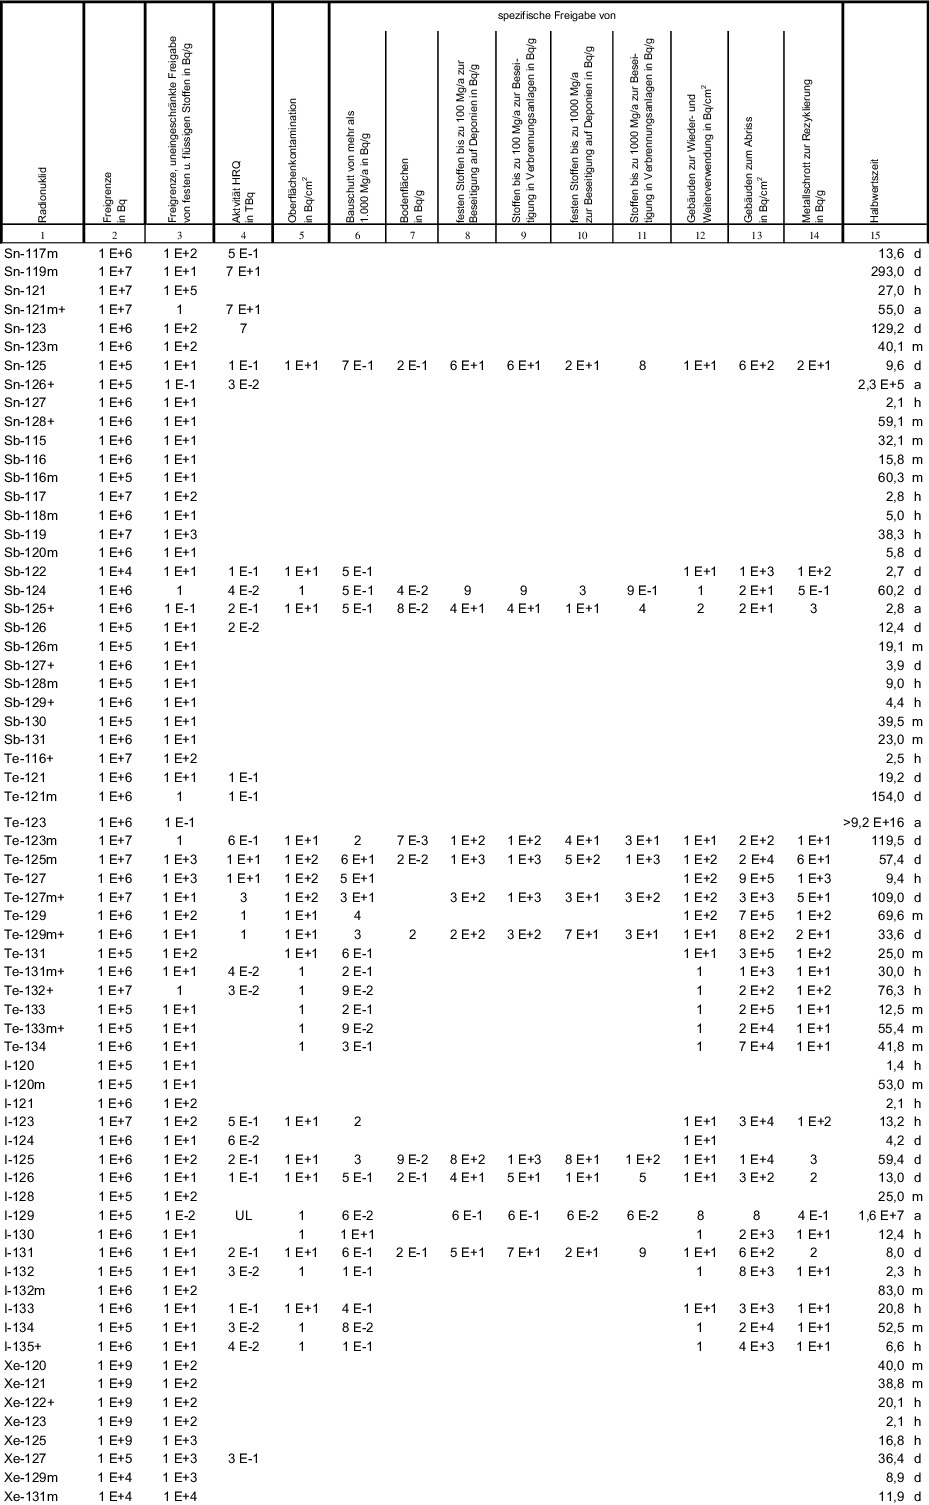 spezifische Freigabe von
Radionuklid
Freigrenze
in Bq
Freigrenze, uneingeschränkte Freigabe
von festen u. flüssigen Stoffen in Bq/g
Aktivität HRQ
in TBq
Oberflächenkontamination
in Bq/cm²
Bauschutt von mehr als
1.000 Mg/a in Bq/g
Bodenflächen
in Bq/g
festen Stoffen bis zu 100 Mg/a zur
Beseitigung auf Deponien in Bq/g
Stoffen bis zu 100 Mg/a zur Besei-
tigung in Verbrennungsanlagen in Bq/g
festen Stoffen bis zu 1000 Mg/a
zur Beseitigung auf Deponien in Bq/g
Stoffen bis zu 1000 Mg/a zur Besei-
tigung in Verbrennungsanlagen in Bq/g
Gebäuden zur Wieder- und
Weiterverwendung in Bq/cm²
Gebäuden zum Abriss
in Bq/cm²
Metallschrott zur Rezyklierung
in Bq/g
Halbwertszeit
1 2 3 4 5 6 7 8 9 10 11 12 13 14 15
Sn-117m 1 E+6 1 E+2 5 E-1 13,6 d
Sn-119m 1 E+7 1 E+1 7 E+1 293,0 d
Sn-121 1 E+7 1 E+5 27,0 h
Sn-121m+ 1 E+7 1 7 E+1 55,0 a
Sn-123 1 E+6 1 E+2 7 129,2 d
Sn-123m 1 E+6 1 E+2 40,1 m
Sn-125 1 E+5 1 E+1 1 E-1 1 E+1 7 E-1 2 E-1 6 E+1 6 E+1 2 E+1 8 1 E+1 6 E+2 2 E+1 9,6 d
Sn-126+ 1 E+5 1 E-1 3 E-2 2,3 E+5 a
Sn-127 1 E+6 1 E+1 2,1 h
Sn-128+ 1 E+6 1 E+1 59,1 m
Sb-115 1 E+6 1 E+1 32,1 m
Sb-116 1 E+6 1 E+1 15,8 m
Sb-116m 1 E+5 1 E+1 60,3 m
Sb-117 1 E+7 1 E+2 2,8 h
Sb-118m 1 E+6 1 E+1 5,0 h
Sb-119 1 E+7 1 E+3 38,3 h
Sb-120m 1 E+6 1 E+1 5,8 d
Sb-122 1 E+4 1 E+1 1 E-1 1 E+1 5 E-1 1 E+1 1 E+3 1 E+2 2,7 d
Sb-124 1 E+6 1 4 E-2 1 5 E-1 4 E-2 9 9 3 9 E-1 1 2 E+1 5 E-1 60,2 d
Sb-125+ 1 E+6 1 E-1 2 E-1 1 E+1 5 E-1 8 E-2 4 E+1 4 E+1 1 E+1 4 2 2 E+1 3 2,8 a
Sb-126 1 E+5 1 E+1 2 E-2 12,4 d
Sb-126m 1 E+5 1 E+1 19,1 m
Sb-127+ 1 E+6 1 E+1 3,9 d
Sb-128m 1 E+5 1 E+1 9,0 h
Sb-129+ 1 E+6 1 E+1 4,4 h
Sb-130 1 E+5 1 E+1 39,5 m
Sb-131 1 E+6 1 E+1 23,0 m
Te-116+ 1 E+7 1 E+2 2,5 h
Te-121 1 E+6 1 E+1 1 E-1 19,2 d
Te-121m 1 E+6 1 1 E-1 154,0 d
Te-123 1 E+6 1 E-1 >9,2 E+16 a
Te-123m 1 E+7 1 6 E-1 1 E+1 2 7 E-3 1 E+2 1 E+2 4 E+1 3 E+1 1 E+1 2 E+2 1 E+1 119,5 d
Te-125m 1 E+7 1 E+3 1 E+1 1 E+2 6 E+1 2 E-2 1 E+3 1 E+3 5 E+2 1 E+3 1 E+2 2 E+4 6 E+1 57,4 d
Te-127 1 E+6 1 E+3 1 E+1 1 E+2 5 E+1 1 E+2 9 E+5 1 E+3 9,4 h
Te-127m+ 1 E+7 1 E+1 3 1 E+2 3 E+1 3 E+2 1 E+3 3 E+1 3 E+2 1 E+2 3 E+3 5 E+1 109,0 d
Te-129 1 E+6 1 E+2 1 1 E+1 4 1 E+2 7 E+5 1 E+2 69,6 m
Te-129m+ 1 E+6 1 E+1 1 1 E+1 3 2 2 E+2 3 E+2 7 E+1 3 E+1 1 E+1 8 E+2 2 E+1 33,6 d
Te-131 1 E+5 1 E+2 1 E+1 6 E-1 1 E+1 3 E+5 1 E+2 25,0 m
Te-131m+ 1 E+6 1 E+1 4 E-2 1 2 E-1 1 1 E+3 1 E+1 30,0 h
Te-132+ 1 E+7 1 3 E-2 1 9 E-2 1 2 E+2 1 E+2 76,3 h
Te-133 1 E+5 1 E+1 1 2 E-1 1 2 E+5 1 E+1 12,5 m
Te-133m+ 1 E+5 1 E+1 1 9 E-2 1 2 E+4 1 E+1 55,4 m
Te-134 1 E+6 1 E+1 1 3 E-1 1 7 E+4 1 E+1 41,8 m
I-120 1 E+5 1 E+1 1,4 h
I-120m 1 E+5 1 E+1 53,0 m
I-121 1 E+6 1 E+2 2,1 h
I-123 1 E+7 1 E+2 5 E-1 1 E+1 2 1 E+1 3 E+4 1 E+2 13,2 h
I-124 1 E+6 1 E+1 6 E-2 1 E+1 4,2 d
I-125 1 E+6 1 E+2 2 E-1 1 E+1 3 9 E-2 8 E+2 1 E+3 8 E+1 1 E+2 1 E+1 1 E+4 3 59,4 d
I-126 1 E+6 1 E+1 1 E-1 1 E+1 5 E-1 2 E-1 4 E+1 5 E+1 1 E+1 5 1 E+1 3 E+2 2 13,0 d
I-128 1 E+5 1 E+2 25,0 m
I-129 1 E+5 1 E-2 UL 1 6 E-2 6 E-1 6 E-1 6 E-2 6 E-2 8 8 4 E-1 1,6 E+7 a
I-130 1 E+6 1 E+1 1 1 E+1 1 2 E+3 1 E+1 12,4 h
I-131 1 E+6 1 E+1 2 E-1 1 E+1 6 E-1 2 E-1 5 E+1 7 E+1 2 E+1 9 1 E+1 6 E+2 2 8,0 d
I-132 1 E+5 1 E+1 3 E-2 1 1 E-1 1 8 E+3 1 E+1 2,3 h
I-132m 1 E+6 1 E+2 83,0 m
I-133 1 E+6 1 E+1 1 E-1 1 E+1 4 E-1 1 E+1 3 E+3 1 E+1 20,8 h
I-134 1 E+5 1 E+1 3 E-2 1 8 E-2 1 2 E+4 1 E+1 52,5 m
I-135+ 1 E+6 1 E+1 4 E-2 1 1 E-1 1 4 E+3 1 E+1 6,6 h
Xe-120 1 E+9 1 E+2 40,0 m
Xe-121 1 E+9 1 E+2 38,8 m
Xe-122+ 1 E+9 1 E+2 20,1 h
Xe-123 1 E+9 1 E+2 2,1 h
Xe-125 1 E+9 1 E+3 16,8 h
Xe-127 1 E+5 1 E+3 3 E-1 36,4 d
Xe-129m 1 E+4 1 E+3 8,9 d
Xe-131m 1 E+4 1 E+4 11,9 d